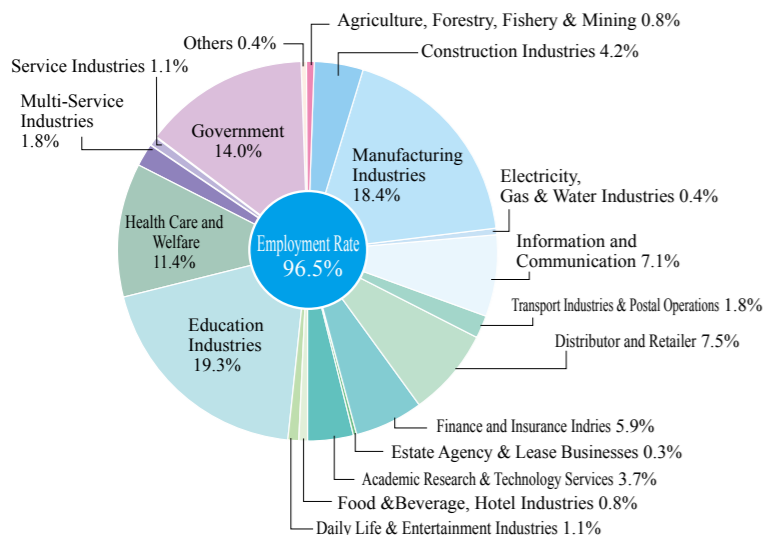 Agriculture, Forestry, Fishery & Mining 0.8%
Others 0.4%
Construction Industries 4.2%
Service Industries 1.1%
Multi-Service
Industries
1.8%
Government
14.0%
Manufacturing
Industries
18.4%
Electricity,
Gas & Water Industries 0.4%
Health Care and
Welfare
11.4%
Employment Rate
96.5%
Information and
Communication 7.1%
Transport Industries & Postal Operations 1.8%
Education
Industries
19.3%
Distributor and Retailer 7.5%
Finance and Insurance Indries 5.9%
Estate Agency & Lease Businesses 0.3%
Academic Research & Technology Services 3.7%
Food &Beverage, Hotel Industries 0.8%
Daily Life & Entertainment Industries 1.1%